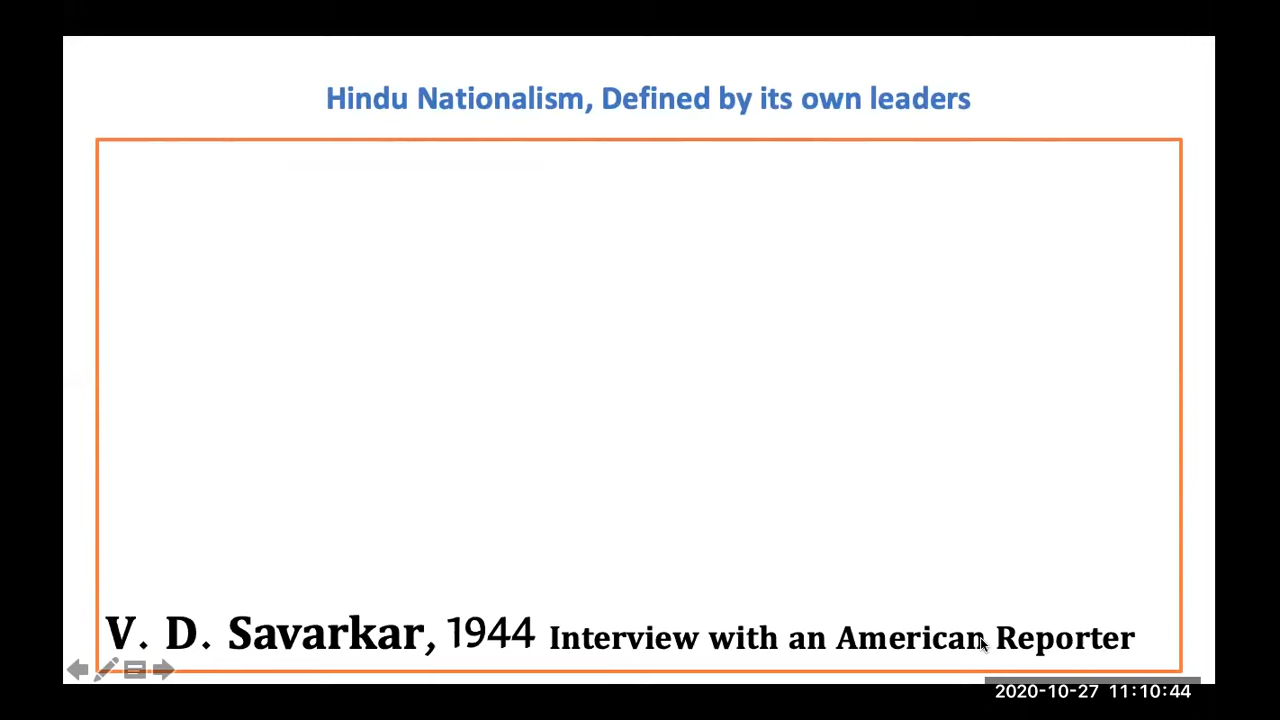 Hindu Nationalism, Defined by its own leaders
V. D. Savarkar, 1944 Interview with an American Reporter
2020-10-27 11:10:44